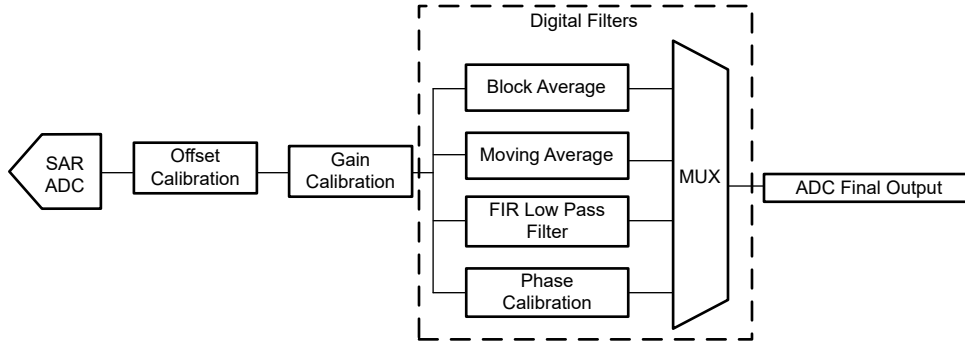 Digital Filters
SAR
ADC
Offset
Calibration
Gain
Calibration
Block Average
Moving Average
FIR Low Pass
Filter
Phase
Calibration
MUX
ADC Final Output